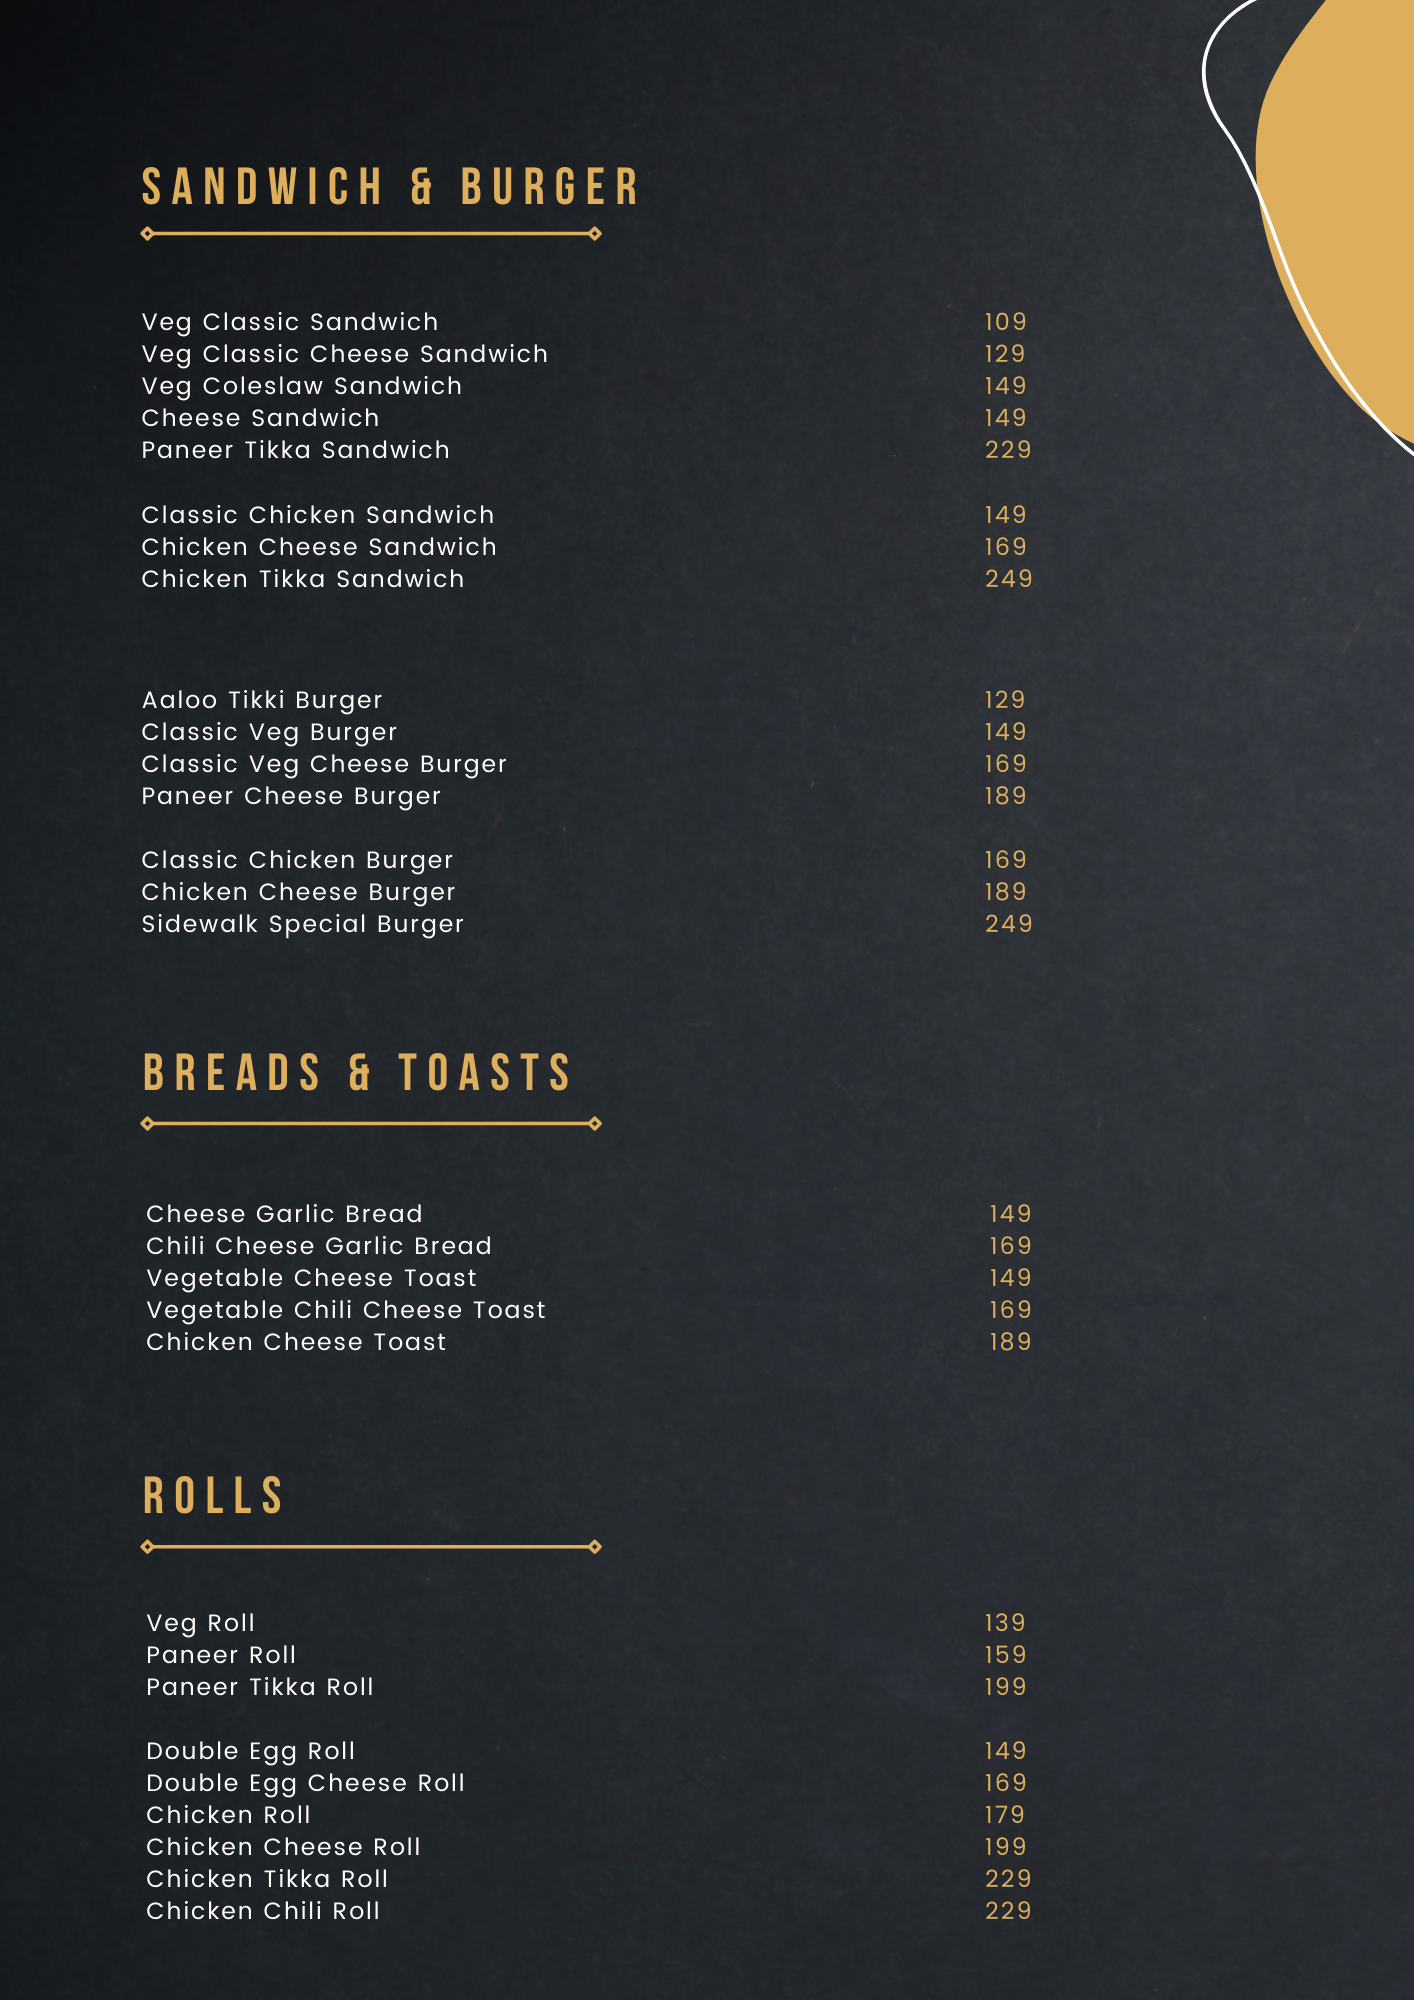 SANDWICH & BURGER
Veg Classic Sandwich 109
Veg Classic Cheese Sandwich 129
Veg Coleslaw Sandwich 149
Cheese Sandwich 149
Paneer Tikka Sandwich 229
Classic Chicken Sandwich 149
Chicken Cheese Sandwich 169
Chicken Tikka Sandwich 249
Aaloo Tikki Burger 129
Classic Veg Burger 149
Classic Veg Cheese Burger 169
Paneer Cheese Burger 189
Classic Chicken Burger 169
Chicken Cheese Burger 189
Sidewalk Special Burger 249
BREADS & TOASTS
Cheese Garlic Bread 149
Chili Cheese Garlic Bread 169
Vegetable Cheese Toast 149
Vegetable Chili Cheese Toast 169
Chicken Cheese Toast 189
ROLLS
Veg Roll 139
Paneer Roll 159
Paneer Tikka Roll 199
Double Egg Roll 149
Double Egg Cheese Roll 169
Chicken Roll 179
Chicken Cheese Roll 199
Chicken Tikka Roll 229
Chicken Chili Roll 229